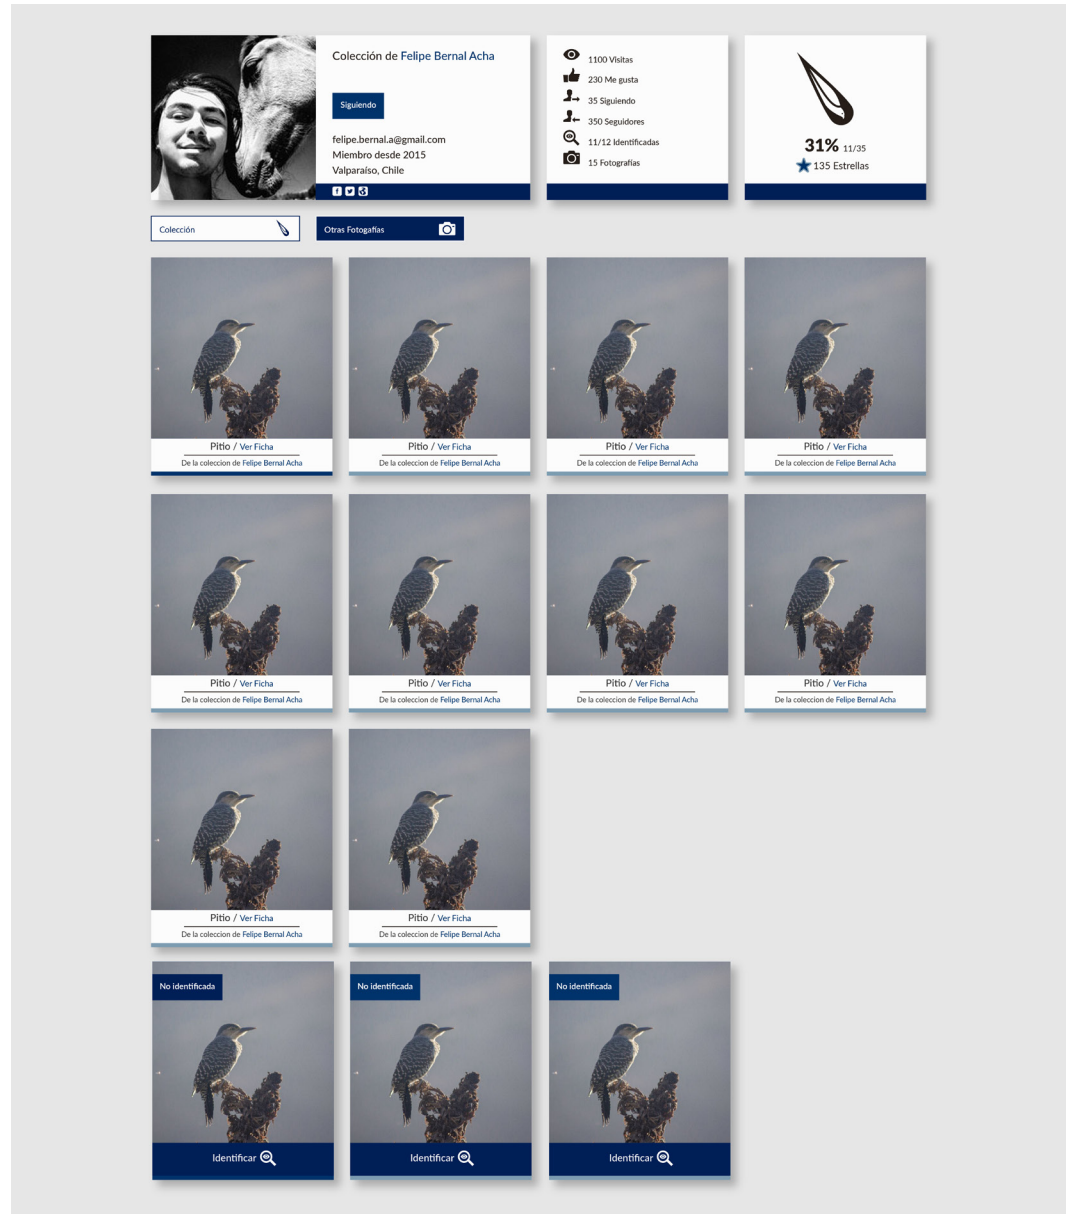 Colección de Felipe Bernal Acha
Siguiendo
felipe.bernal.a@gmail.com
Miembro desde 2015
Valparaíso, Chile
1100 Visitas
230 Me gusta
35 Siguiendo
350 Seguidores
11/12 Identificadas
15 Fotografías
31% 11/35
135 Estrellas
Colección
Otras Fotogafías
Pitio / Ver Ficha
De la coleccion de Felipe Bernal Acha
Pitio / Ver Ficha
De la coleccion de Felipe Bernal Acha
Pitio / Ver Ficha
De la coleccion de Felipe Bernal Acha
Pitio / Ver Ficha
De la coleccion de Felipe Bernal Acha
Pitio / Ver Ficha
De la coleccion de Felipe Bernal Acha
Pitio / Ver Ficha
De la coleccion de Felipe Bernal Acha
Pitio / Ver Ficha
De la coleccion de Felipe Bernal Acha
Pitio / Ver Ficha
De la coleccion de Felipe Bernal Acha
Pitio / Ver Ficha
De la coleccion de Felipe Bernal Acha
Pitio / Ver Ficha
De la coleccion de Felipe Bernal Acha
No identificada
Identificar
No identificada
Identificar
No identificada
Identificar